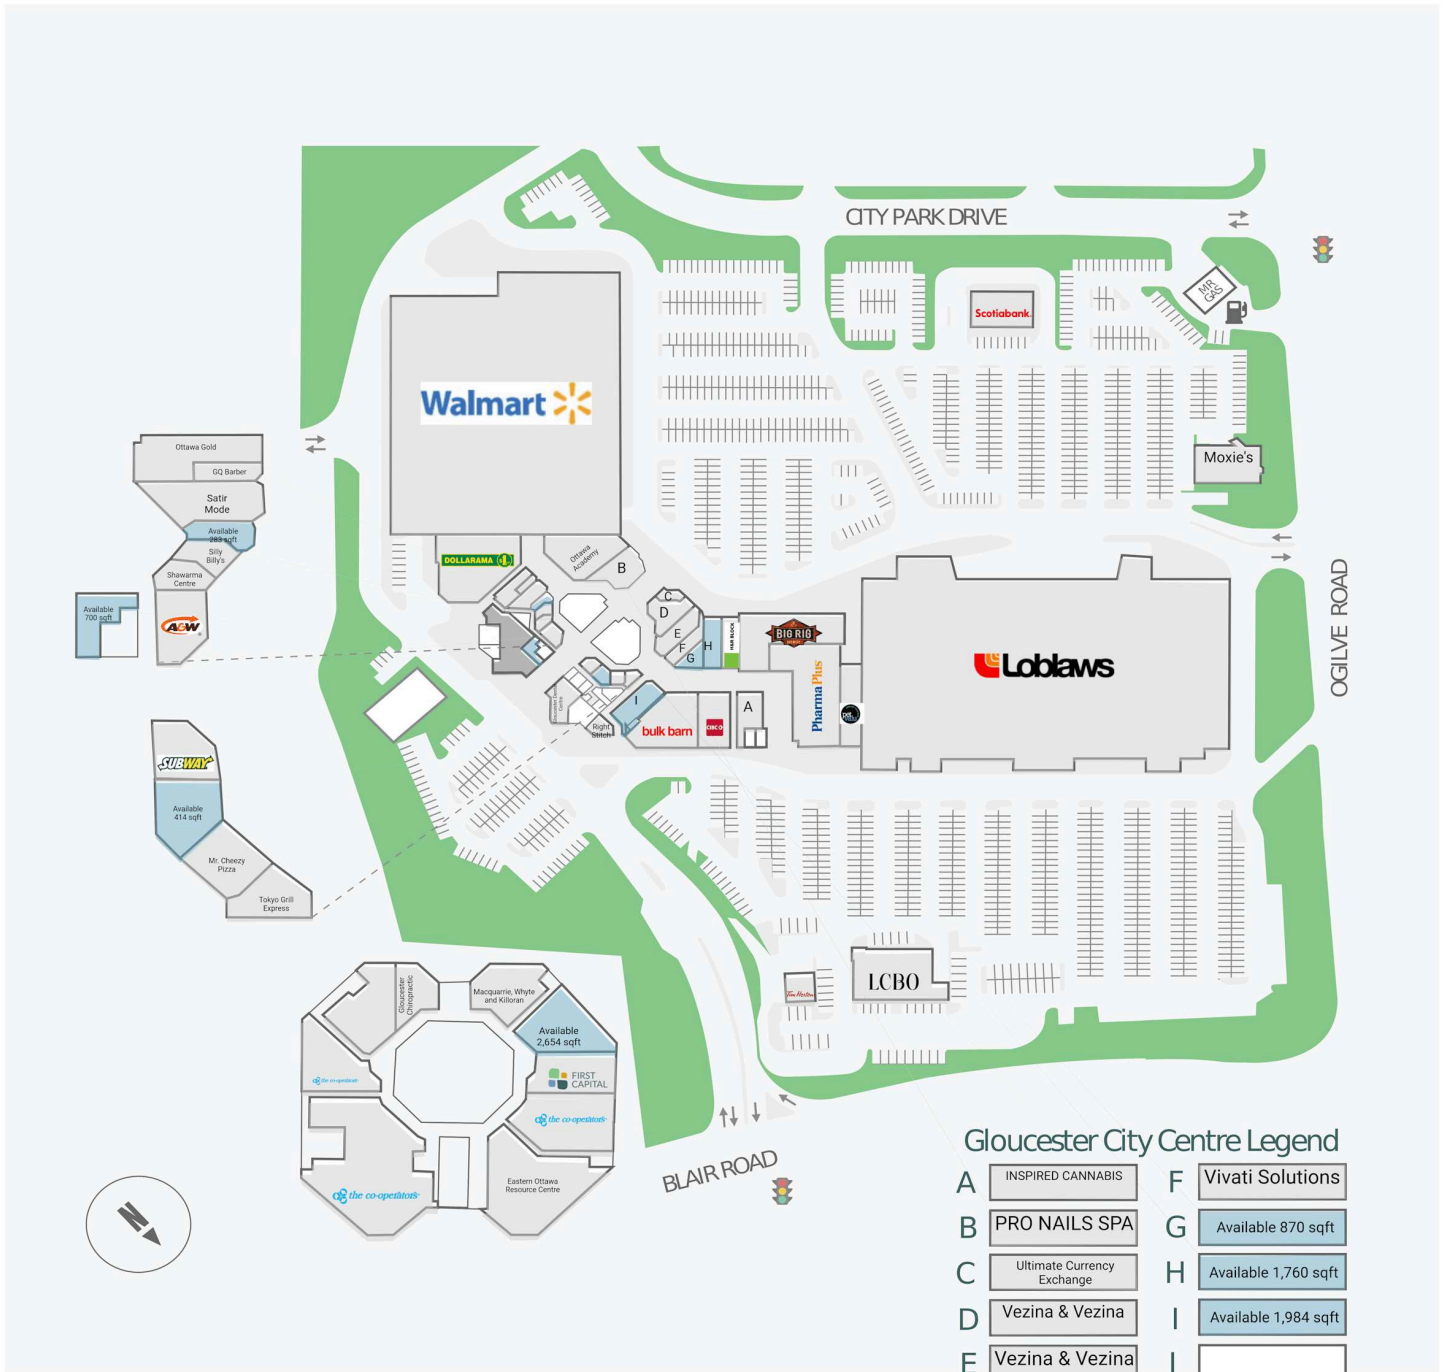 CITY PARK DRIVE
MR.
GAS
Scotiabank
Walmart
Moxie's
Ottawa Gold
GQ Barber
Satir
Mode
Available
283 sqft
Silly
Billy's
Shawarma
Centre
A&W
Available
700 sqft
DOLLARAMA
Ottawa
Academy
B
C
D
E
F
G
H
H&R BLOCK
BIG RIG
Pharma Plus
Loblaws
OGILVE ROAD
I
Right
Stitch
bulk barn
CIBC
A
SUBWAY
Available
414 sqft
Mr. Cheezy
Pizza
Tokyo Grill
Express
Tim Hortons
LCBO
Gloucester
Chiropractic
Macquarrie, Whyte
and Killoran
Available
2,654 sqft
FIRST
CAPITAL
the co-operators
the co-operators
the co-operators
Eastern Ottawa
Resource Centre
BLAIR ROAD
N
Gloucester City Centre Legend
A INSPIRED CANNABIS
B PRO NAILS SPA
C Ultimate Currency
Exchange
D Vezina & Vezina
E Vezina & Vezina
F Vivati Solutions
G Available 870 sqft
H Available 1,760 sqft
I Available 1,984 sqft